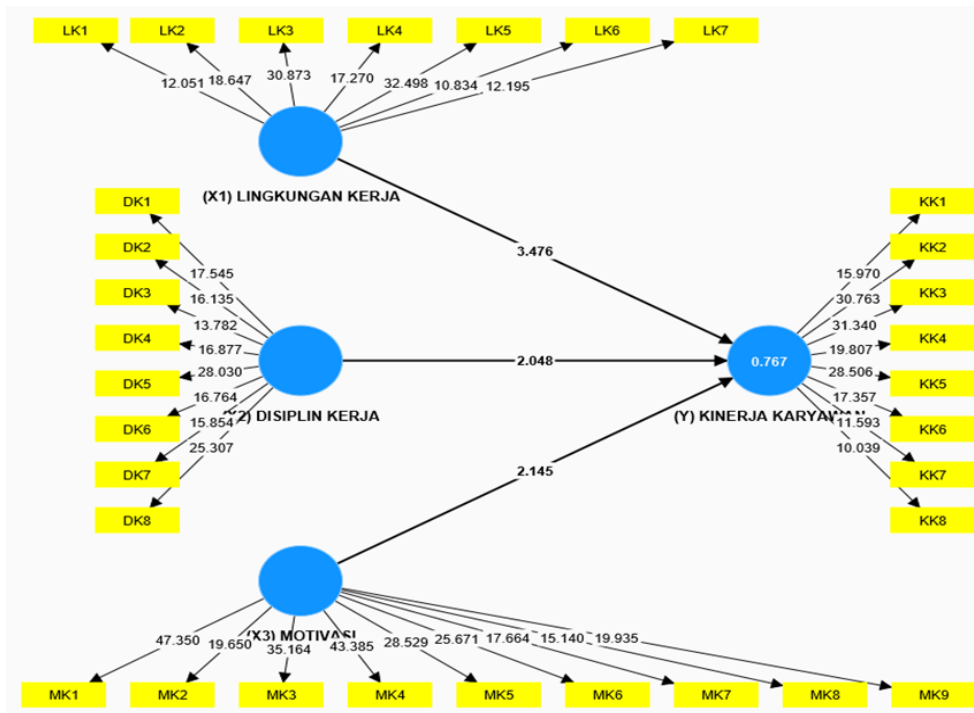 LK1 LK2 LK3 LK4 LK5 LK6 LK7
12.051 18.647 30.873 17.270 32.498 10.834 12.195
(X1) LINGKUNGAN KERJA
3.476
DK1
DK2
DK3
DK4
DK5
DK6
DK7
DK8
17.545
16.135
13.782
16.877
28.030
16.764
15.854
25.307
(X2) DISIPLIN KERJA
2.048
0.767
(Y) KINERJA KARYAWAN
KK1
KK2
KK3
KK4
KK5
KK6
KK7
KK8
15.970
30.763
31.340
19.807
28.506
17.357
11.593
10.039
2.145
(X3) MOTIVASI
47.350 19.650 35.164 43.385 28.529 25.671 17.664 15.140 19.935
MK1 MK2 MK3 MK4 MK5 MK6 MK7 MK8 MK9